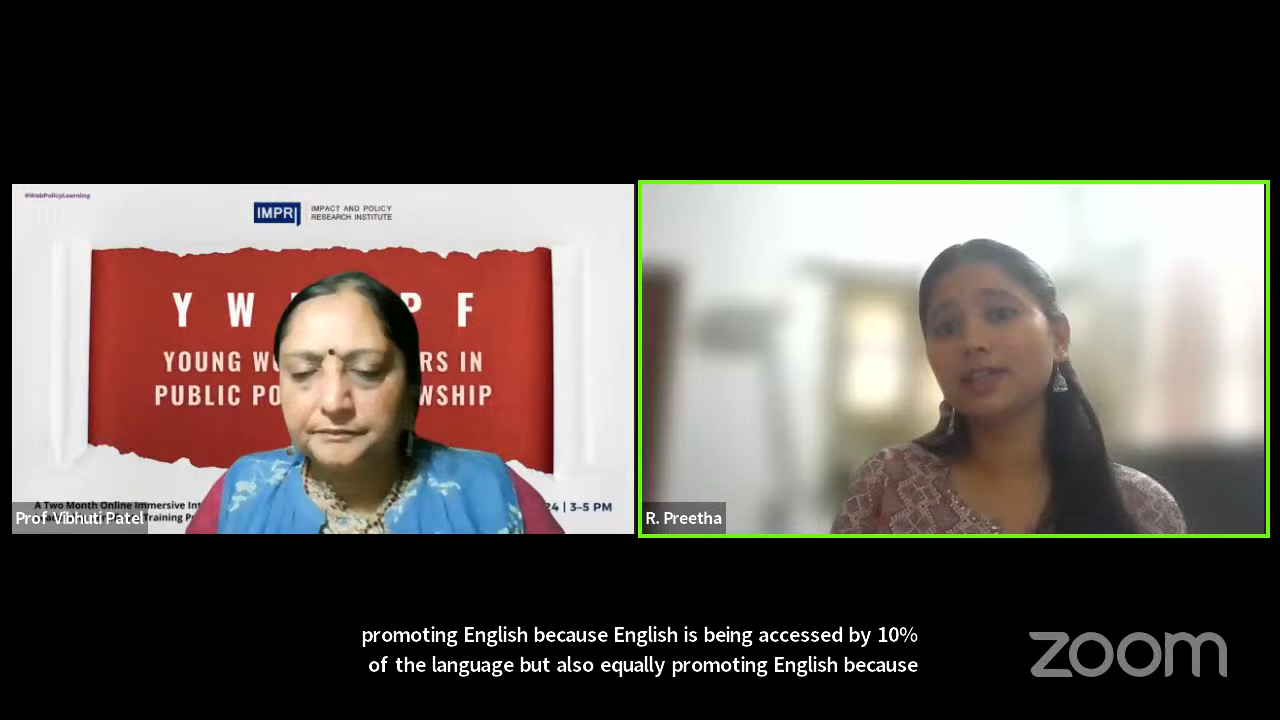 #WebPolicyLearning
IMPRI
IMPACT AND POLICY
RESEARCH INSTITUTE
Y W P F
YOUNG WO RS IN
PUBLIC PO WSHIP
A Two Month Online Immersive
24 | 3-5 PM
Training
Prof Vibhuti Patel
R. Preetha
promoting English because English is being accessed by 10%
of the language but also equally promoting English because
zoom